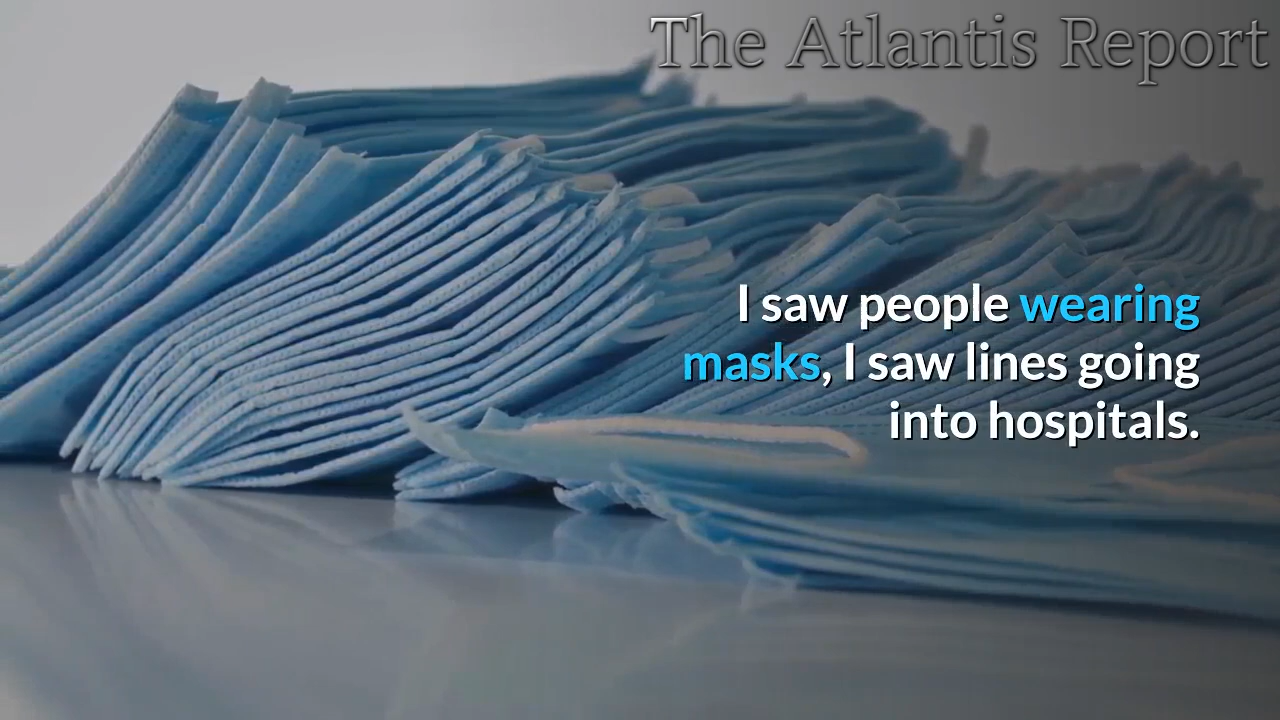 The Atlantis Report
I saw people wearing
masks, I saw lines going
into hospitals.